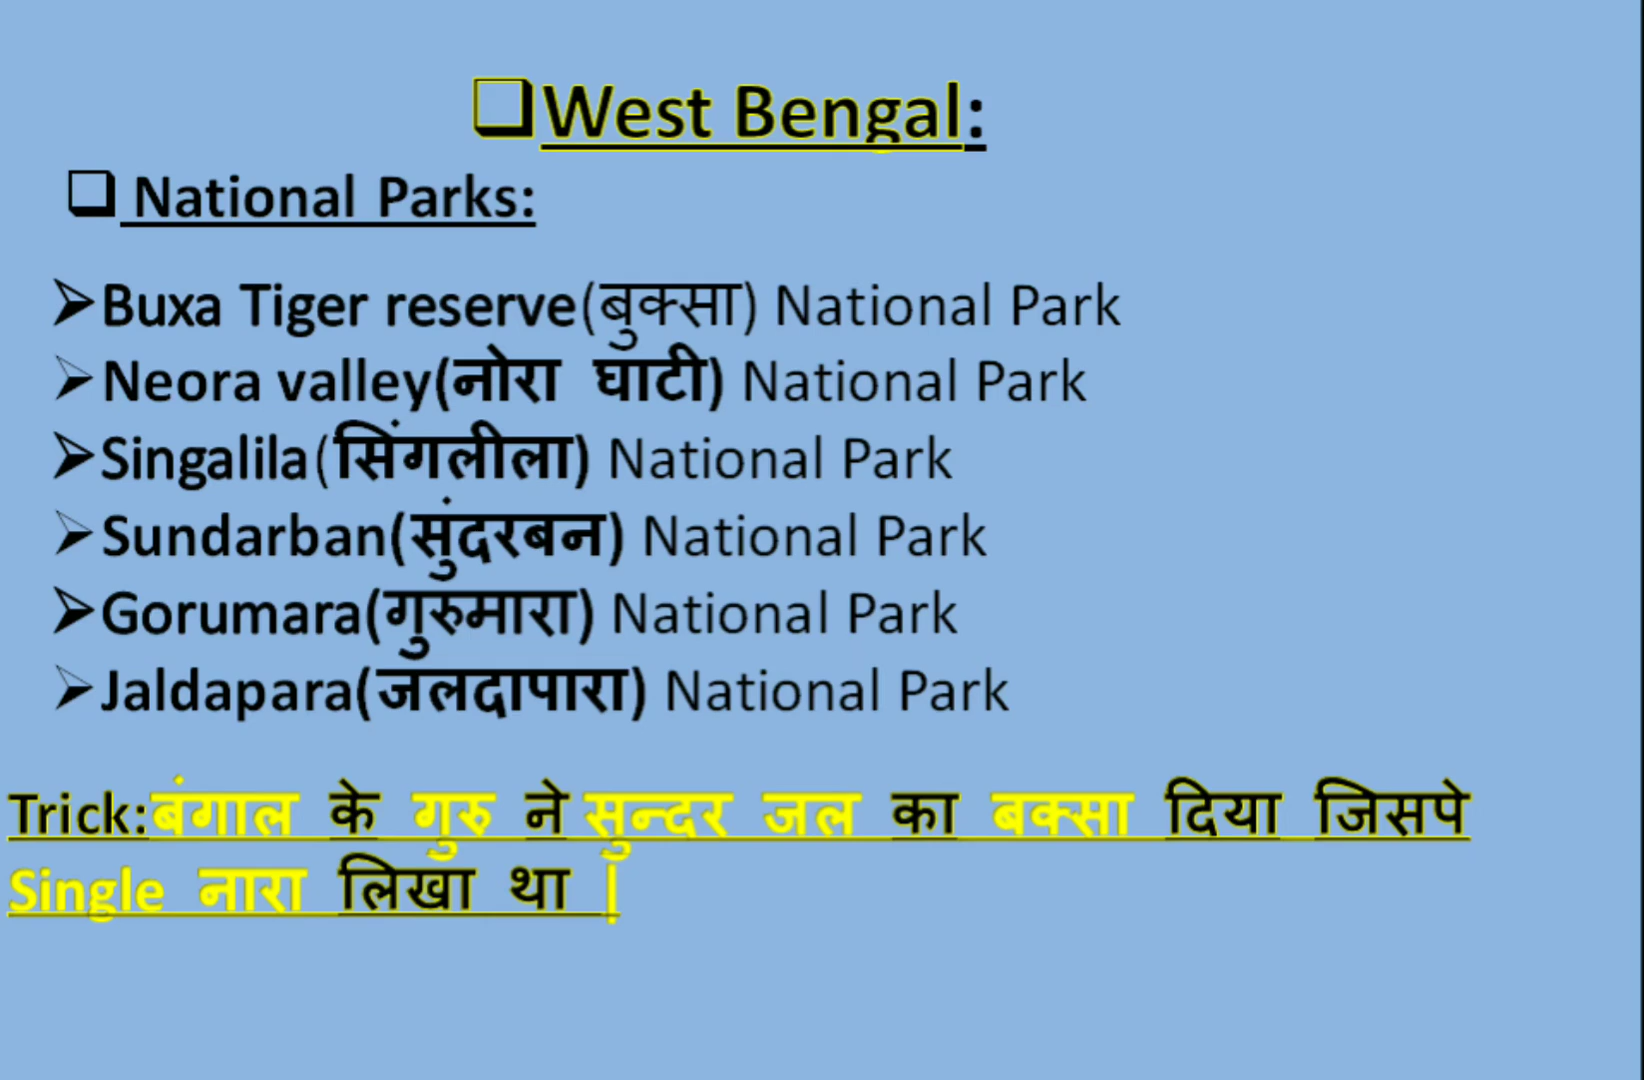 ❑West Bengal:
❑ National Parks:
➢Buxa Tiger reserve(बुक्सा) National Park
➢Neora valley(नोरा घाटी) National Park
➢Singalila(सिंगलीला) National Park
➢Sundarban(सुंदरबन) National Park
➢Gorumara(गुरुमारा) National Park
➢Jaldapara(जलदापारा) National Park
Trick:बंगाल के गुरु ने सुन्दर जल का बक्सा दिया जिसपे
Single नारा लिखा था |